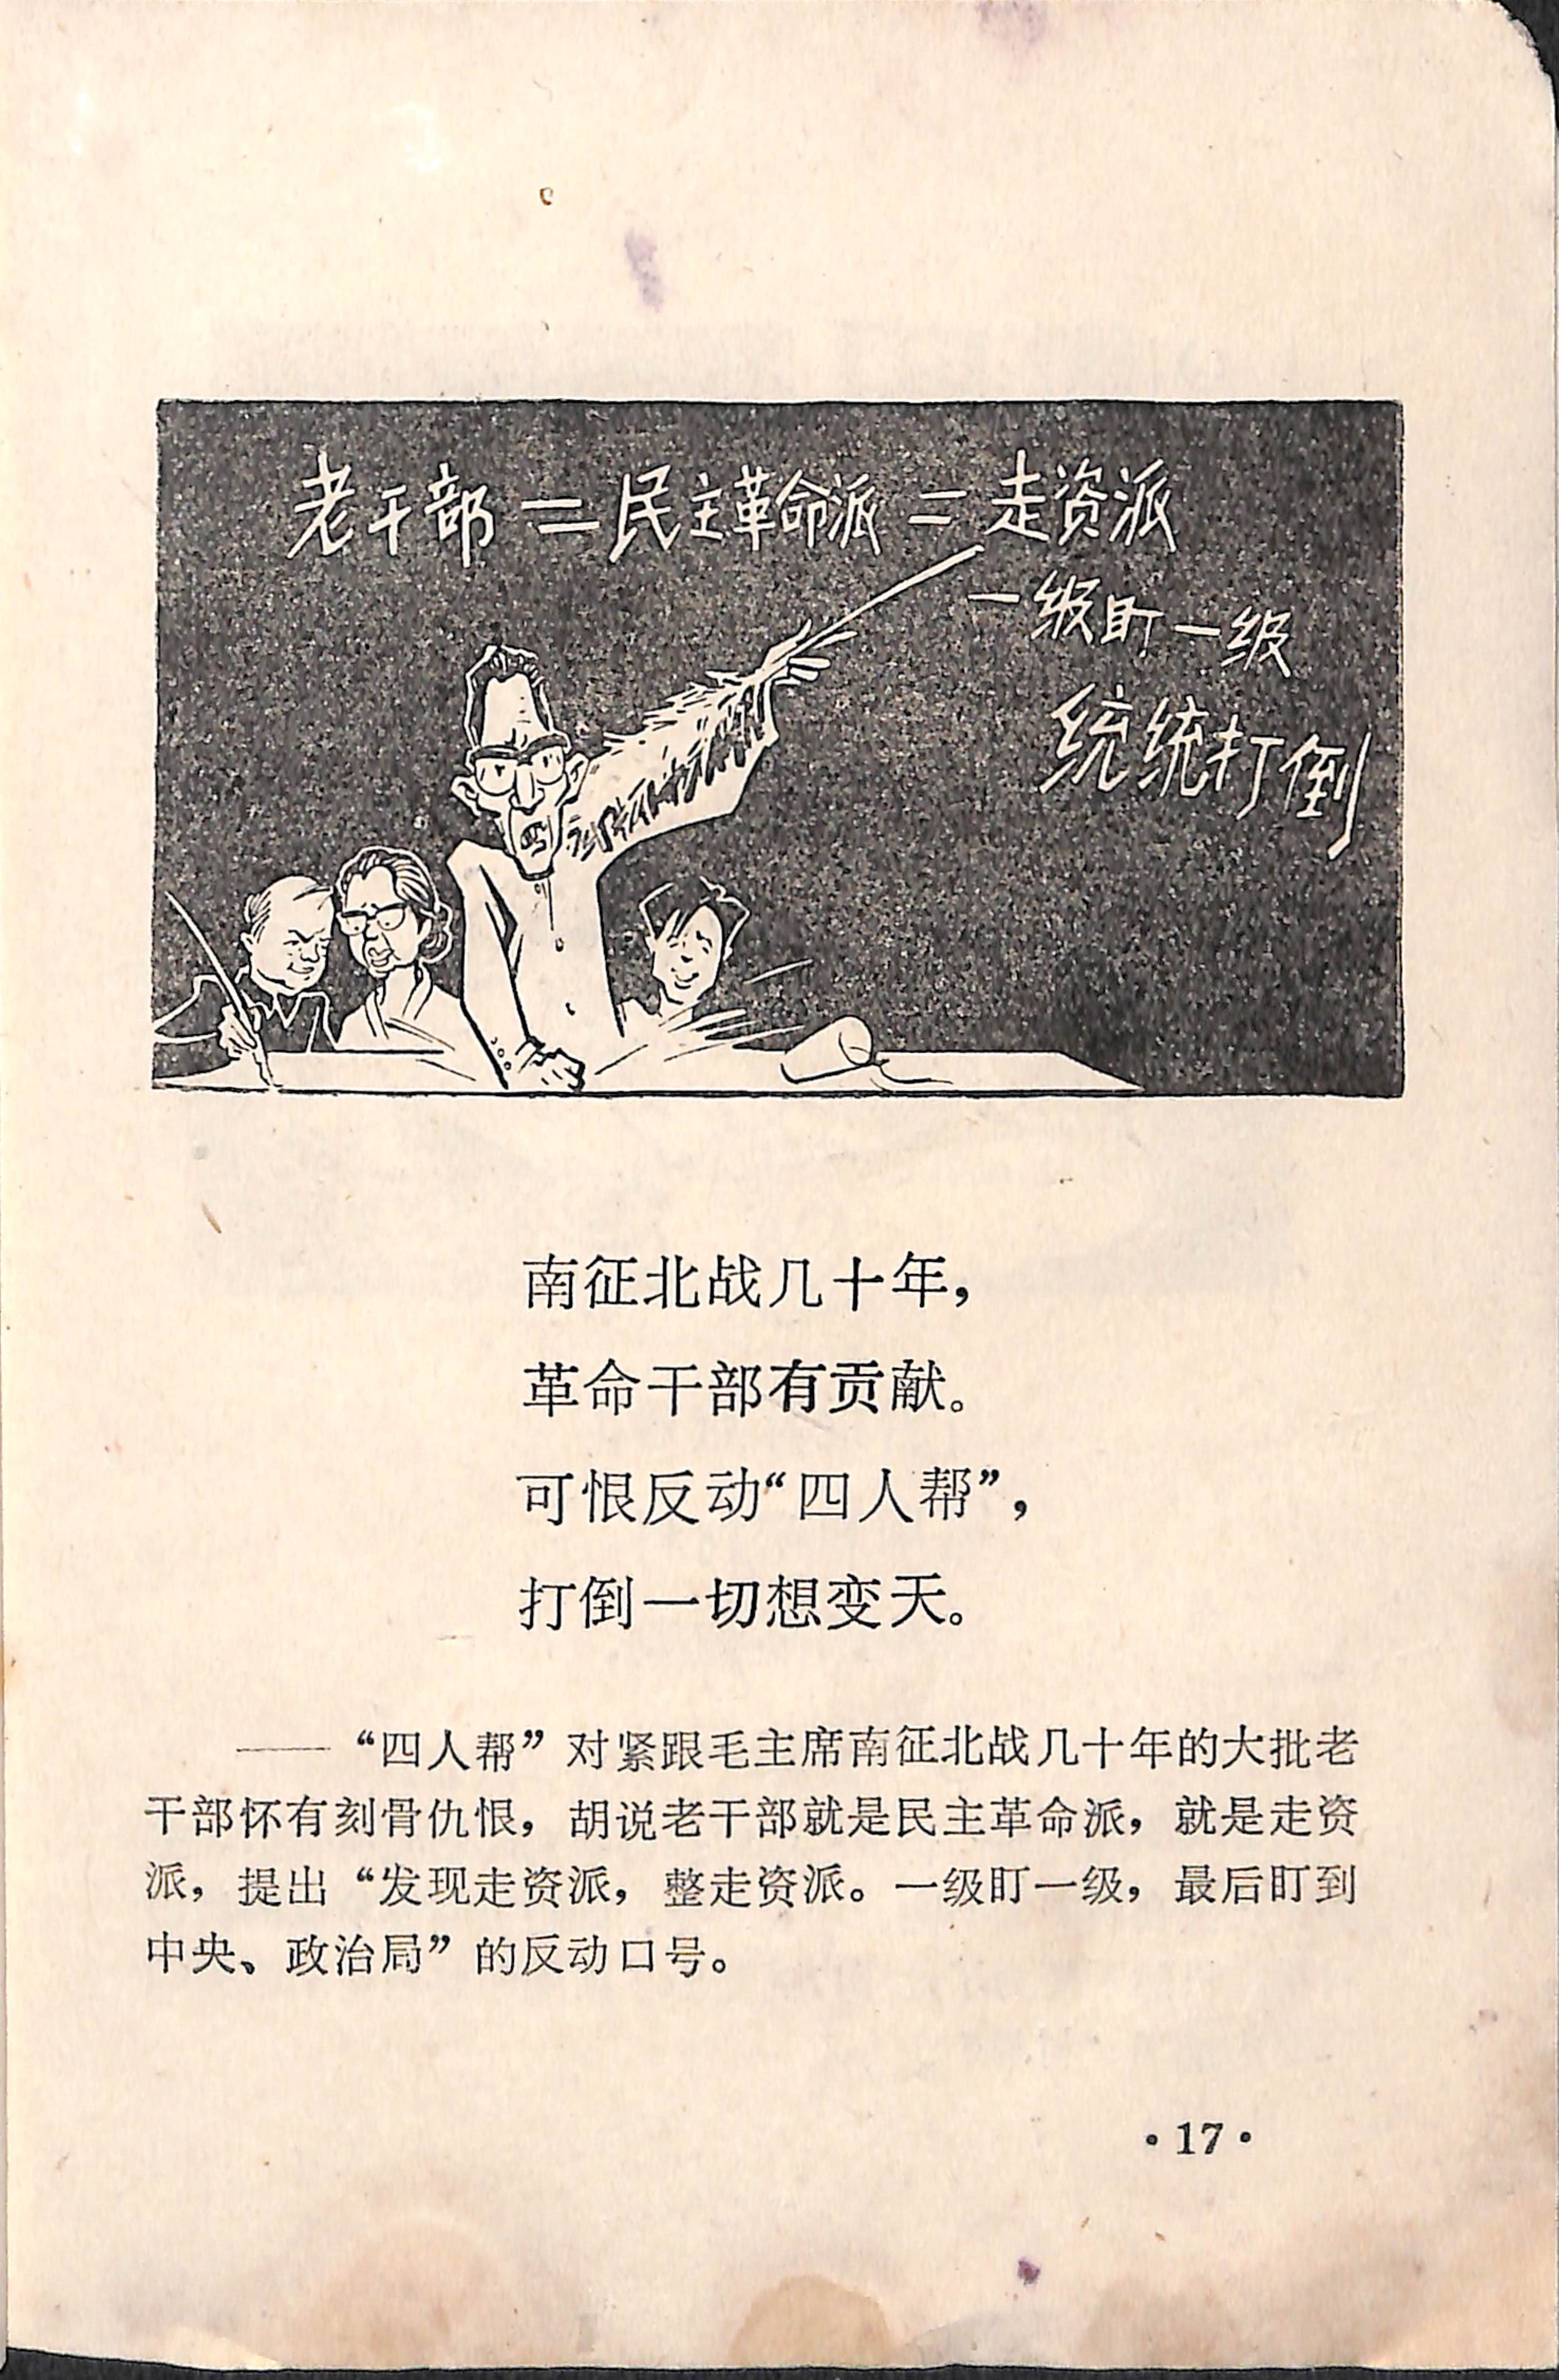 老干部=民主革命派=走资派
一级盯一级
统统打倒
南征北战几十年，
革命干部有贡献。
可恨反动“四人帮”，
打倒一切想变天。
——“四人帮”对紧跟毛主席南征北战几十年的大批老
干部怀有刻骨仇恨，胡说老干部就是民主革命派，就是走资
派，提出“发现走资派，整走资派。一级盯一级，最后盯到
中央、政治局”的反动口号。
·17·